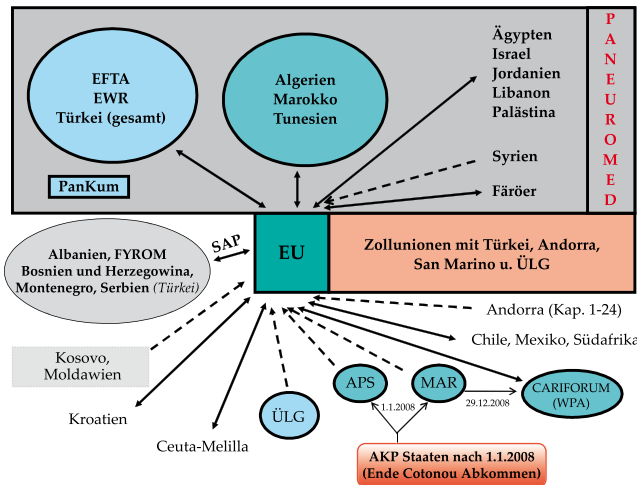 EFTA
EWR
Türkei (gesamt)
PanKum
Algerien
Marokko
Tunesien
Ägypten
Israel
Jordanien
Libanon
Palästina
Syrien
Färöer
PANEUROMED
Albanien, FYROM
Bosnien und Herzegowina,
Montenegro, Serbien (Türkei)
SAP
EU
Zollunionen mit Türkei, Andorra,
San Marino u. ÜLG
Andorra (Kap. 1-24)
Chile, Mexiko, Südafrika
Kosovo,
Moldawien
Kroatien
Ceuta-Melilla
ÜLG
APS
MAR
1.1.2008
29.12.2008
CARIFORUM
(WPA)
AKP Staaten nach 1.1.2008
(Ende Cotonou Abkommen)